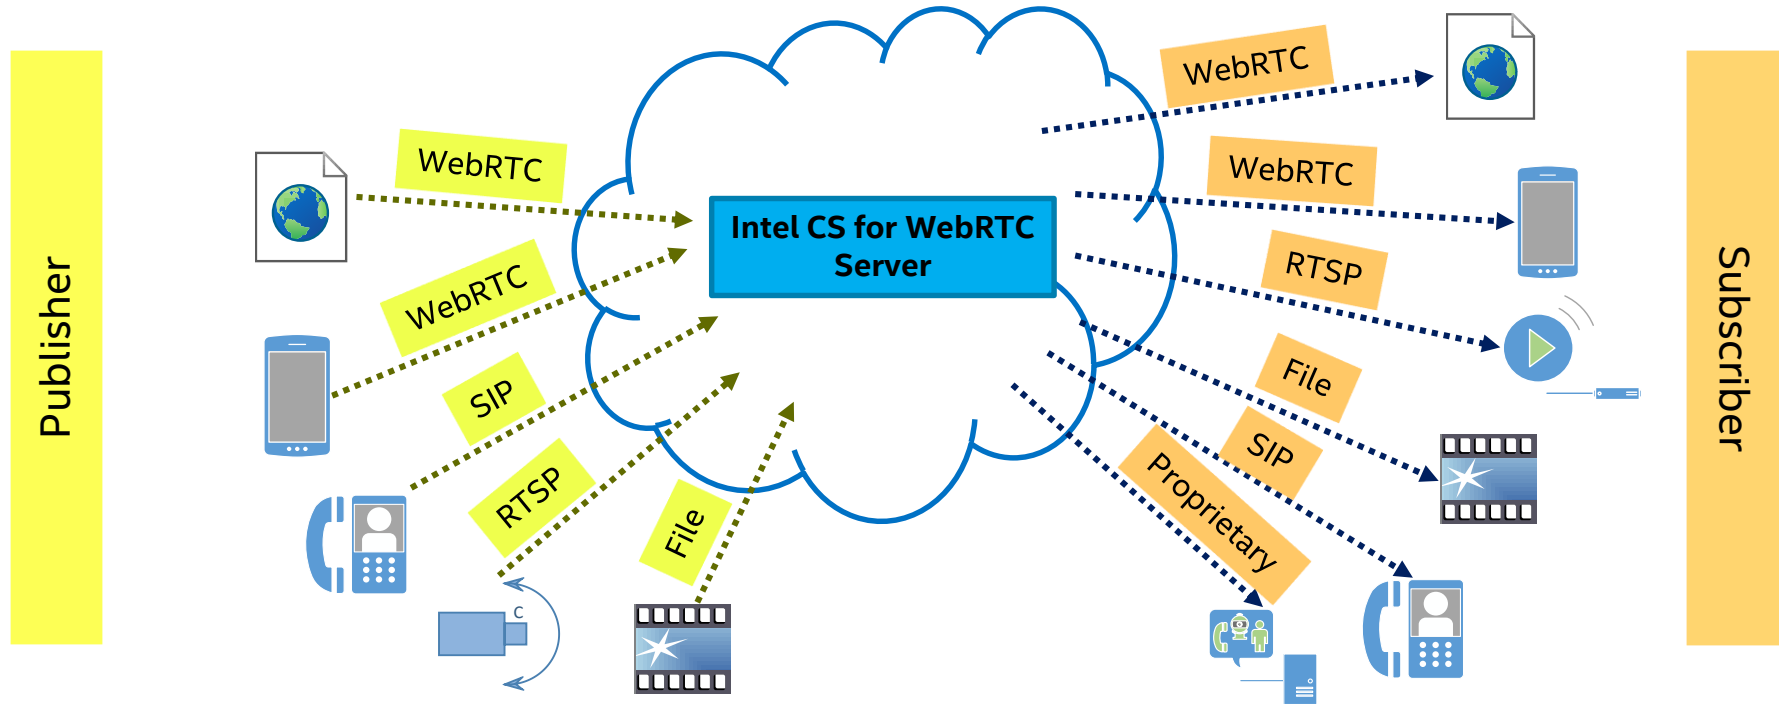 Publisher
WebRTC
WebRTC
SIP
RTSP
File
C
Intel CS for WebRTC
Server
WebRTC
WebRTC
RTSP
File
SIP
Proprietary
Subscriber